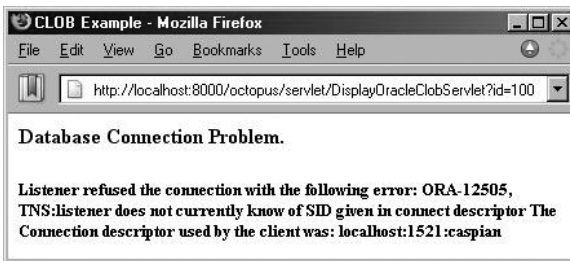 CLOB Example - Mozilla Firefox
File Edit View Go Bookmarks Tools Help
http://localhost:8000/octopus/servlet/DisplayOracleClobServlet?id=100
Database Connection Problem.
Listener refused the connection with the following error: ORA-12505,
TNS:listener does not currently know of SID given in connect descriptor The
Connection descriptor used by the client was: localhost:1521:caspian